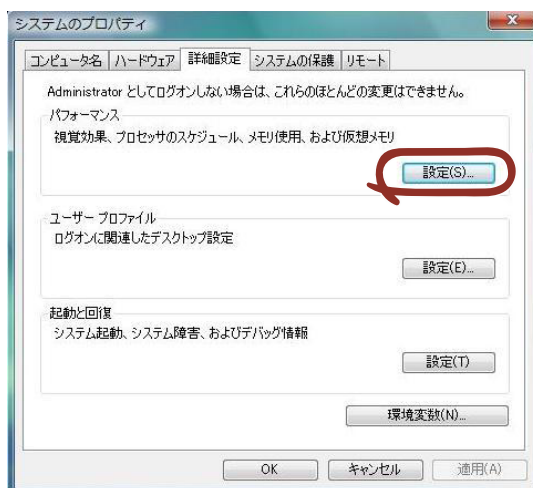 システムのプロパティ
コンピュータ名 ハードウェア 詳細設定 システムの保護 リモート
Administrator としてログオンしない場合は、これらのほとんどの変更はできません。
パフォーマンス
視覚効果、プロセッサのスケジュール、メモリ使用、および仮想メモリ
設定(S)...
ユーザー プロファイル
ログオンに関連したデスクトップ設定
設定(E)...
起動と回復
システム起動、システム障害、およびデバッグ情報
設定(T)
環境変数(N)...
OK キャンセル 適用(A)